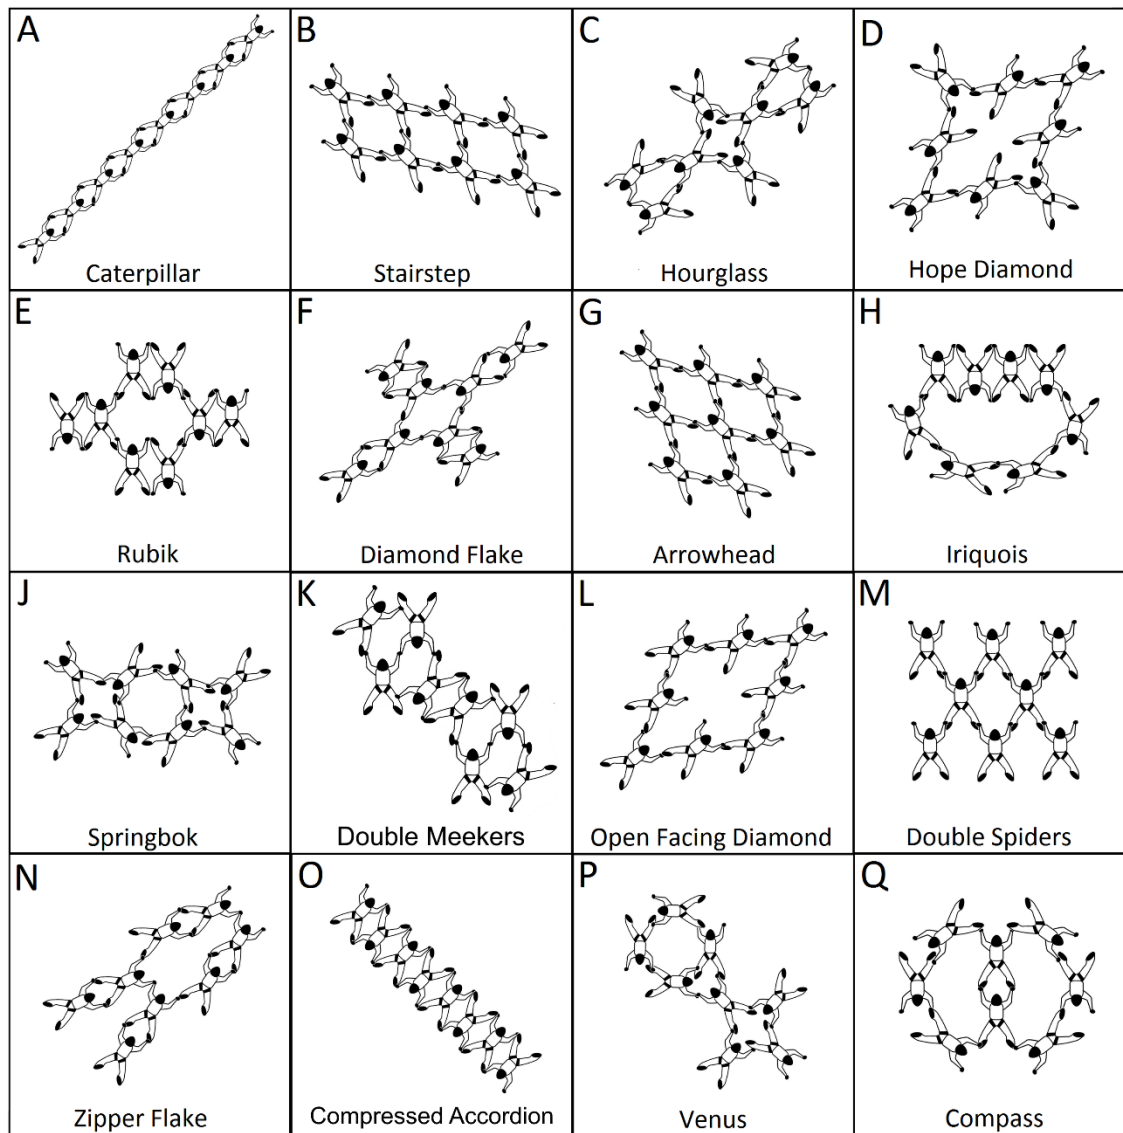 A
B
C
D
Caterpillar
Stairstep
Hourglass
Hope Diamond
E
F
G
H
Rubik
Diamond Flake
Arrowhead
Iriquois
J
K
L
M
Springbok
Double Meekers
Open Facing Diamond
Double Spiders
N
O
P
Q
Zipper Flake
Compressed Accordion
Venus
Compass